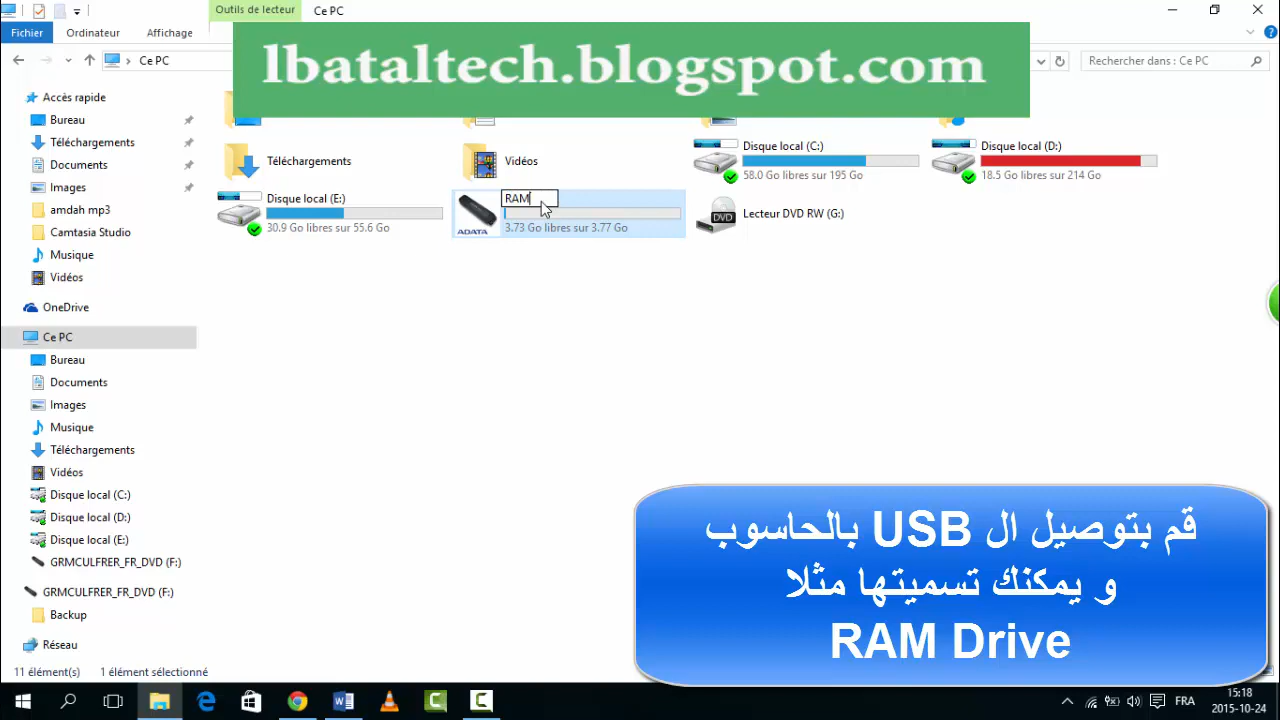 Outils de lecteur
Ce PC
Fichier
Ordinateur
Affichage
lbataltech.blogspot.com
Ce PC
Rechercher dans : Ce PC
Accès rapide
Bureau
Téléchargements
Documents
Images
amdah mp3
Camtasia Studio
Musique
Vidéos
OneDrive
Ce PC
Bureau
Documents
Images
Musique
Téléchargements
Vidéos
Disque local (C:)
Disque local (D:)
Disque local (E:)
GRMCULFRER_FR_DVD (F:)
GRMCULFRER_FR_DVD (F:)
Backup
Réseau
Téléchargements
Vidéos
Disque local (C:)
58.0 Go libres sur 195 Go
Disque local (D:)
18.5 Go libres sur 214 Go
Disque local (E:)
30.9 Go libres sur 55.6 Go
RAM
3.73 Go libres sur 3.77 Go
ADATA
DVD
Lecteur DVD RW (G:)
قم بتوصيل ال USB بالحاسوب
و يمكنك تسميتها مثلا
RAM Drive
11 élément(s)
1 élément sélectionné
FRA
15:18
2015-10-24